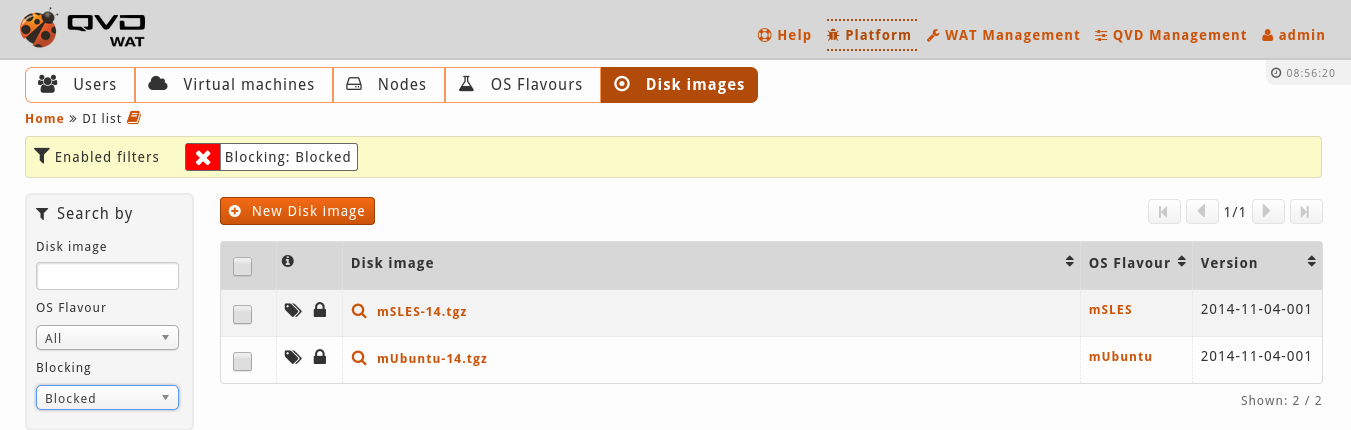 QVD
WAT
Help Platform WAT Management QVD Management admin
Users Virtual machines Nodes OS Flavours Disk images
08:56:20
Home » DI list
Enabled filters Blocking: Blocked
Search by
Disk image
OS Flavour
All
Blocking
Blocked
New Disk image
1/1
Disk image OS Flavour Version
mSLES-14.tgz mSLES 2014-11-04-001
mUbuntu-14.tgz mUbuntu 2014-11-04-001
Shown: 2 / 2